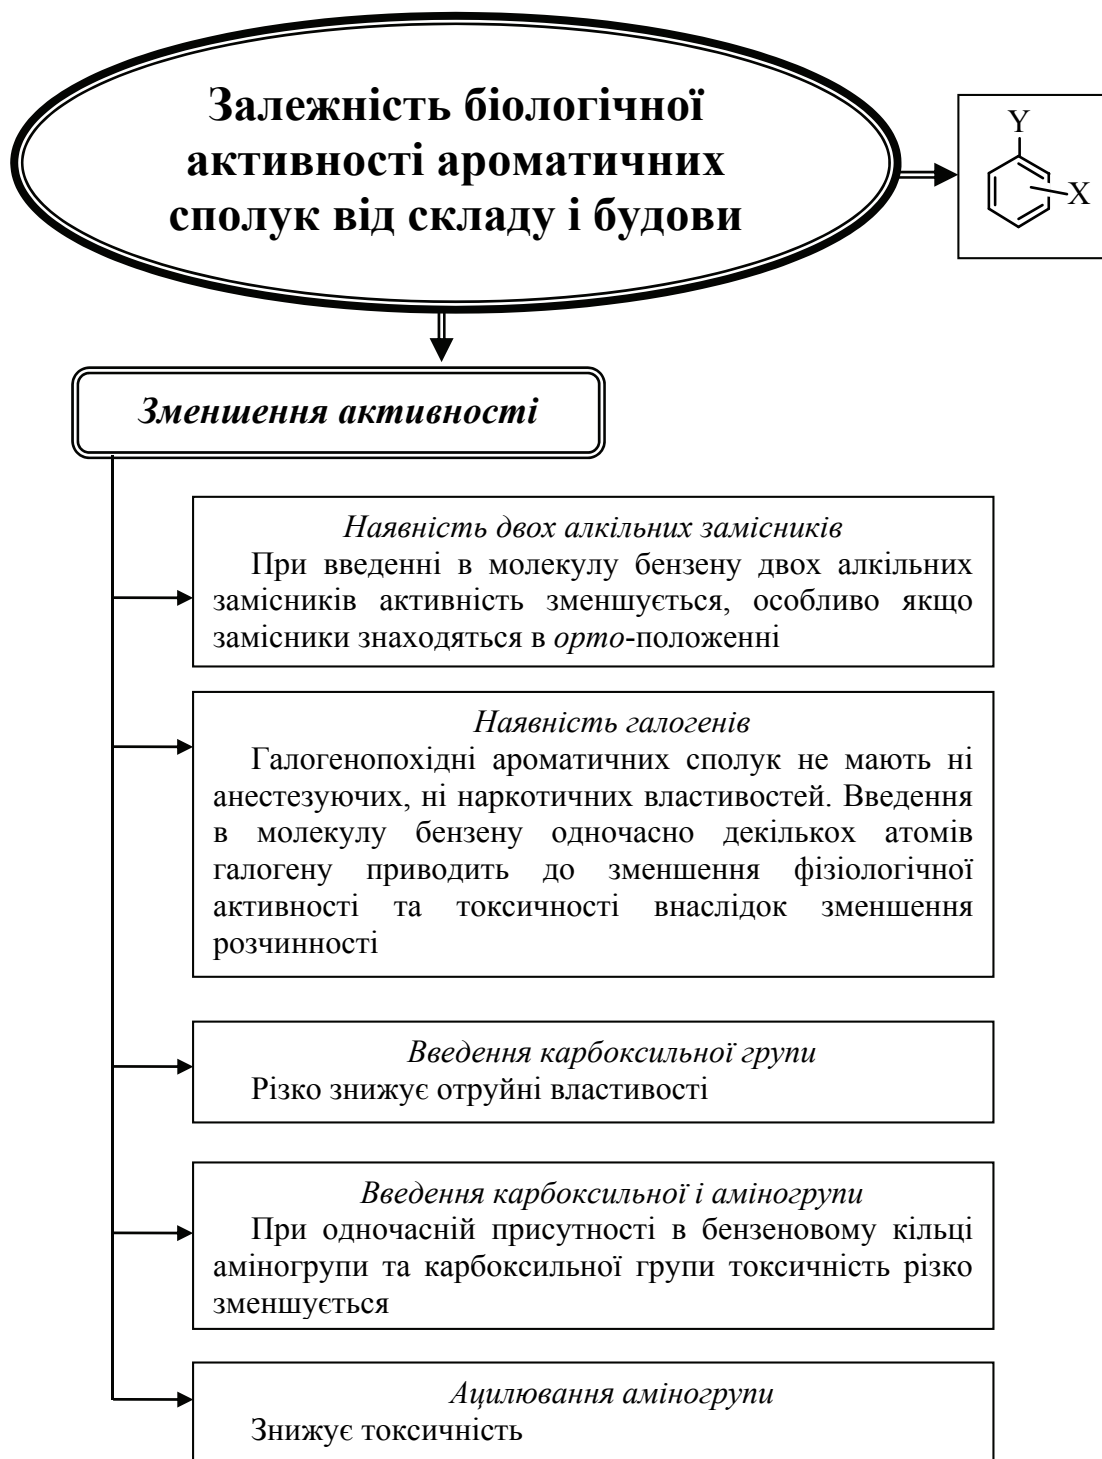 Залежність біологічної
активності ароматичних
сполук від складу і будови
Y
X
Зменшення активності
Наявність двох алкільних замісників
При введенні в молекулу бензену двох алкільних
замісників активність зменшується, особливо якщо
замісники знаходяться в орто-положенні
Наявність галогенів
Галогенопохідні ароматичних сполук не мають ні
анестезуючих, ні наркотичних властивостей. Введення
в молекулу бензену одночасно декількох атомів
галогену приводить до зменшення фізіологічної
активності та токсичності внаслідок зменшення
розчинності
Введення карбоксильної групи
Різко знижує отруйні властивості
Введення карбоксильної і аміногрупи
При одночасній присутності в бензеновому кільці
аміногрупи та карбоксильної групи токсичність різко
зменшується
Ацилювання аміногрупи
Знижує токсичність